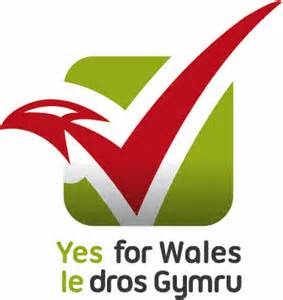 Yes for Wales
Ie dros Gymru